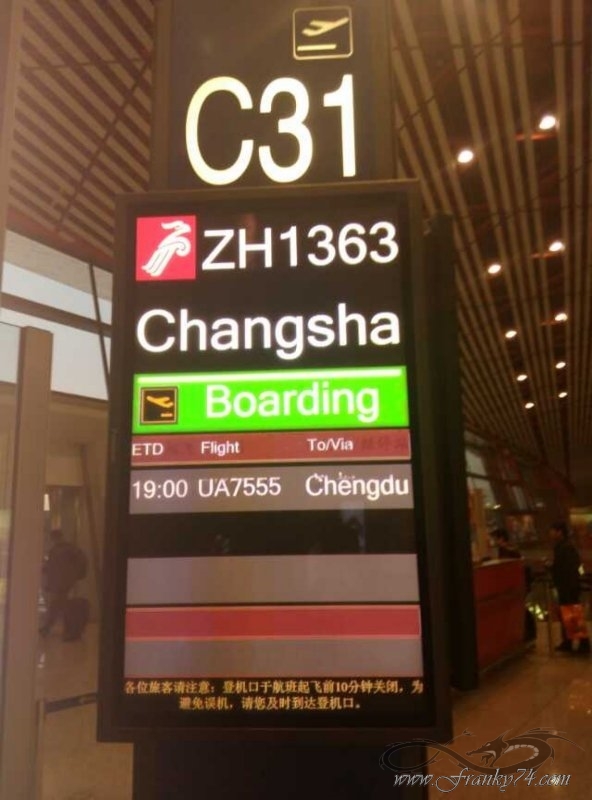 C31
ZH1363
Changsha
Boarding
ETD Flight To/Via
19:00 UA7555 Chengdu
各位旅客请注意：登机口于航班起飞前10分钟关闭，为
避免误机，请您及时到达登机口。
www.Franky74.com